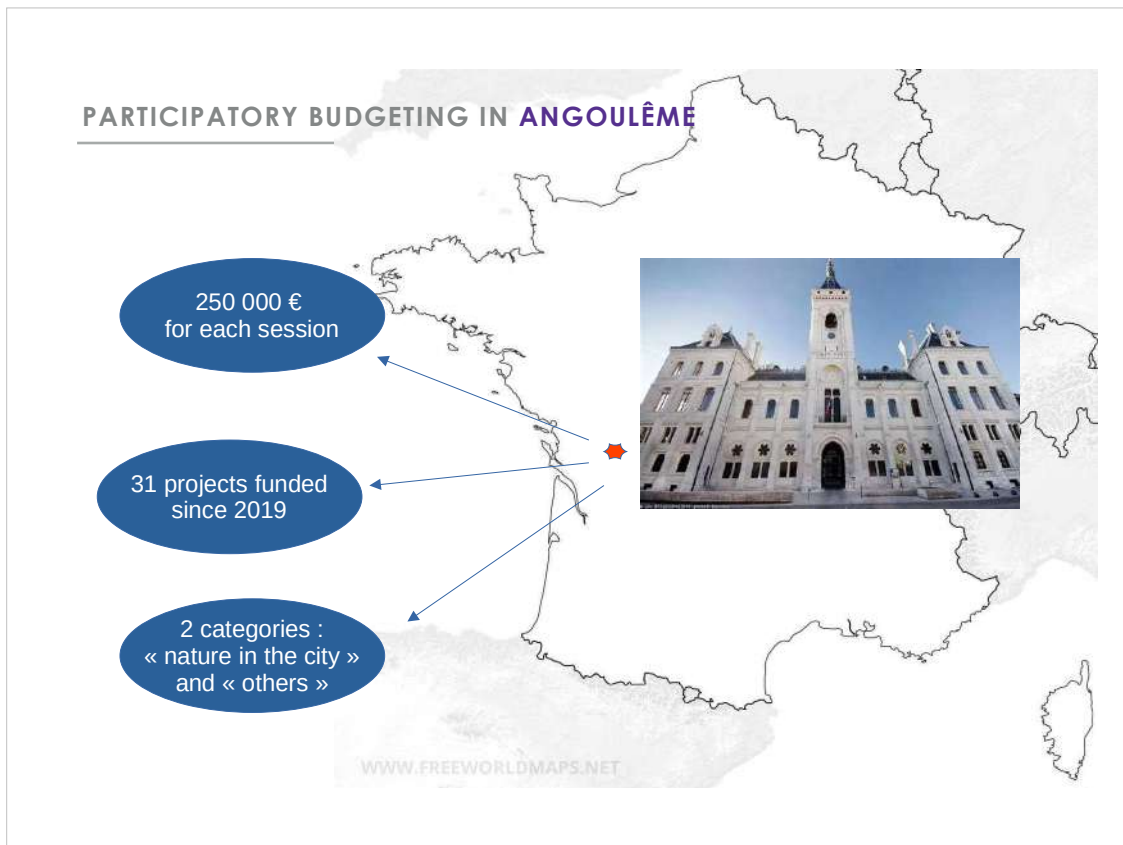 PARTICIPATORY BUDGETING IN ANGOULÊME
250 000 €
for each session
31 projects funded
since 2019
2 categories :
« nature in the city »
and « others »
WWW.FREEWORLDMAPS.NET